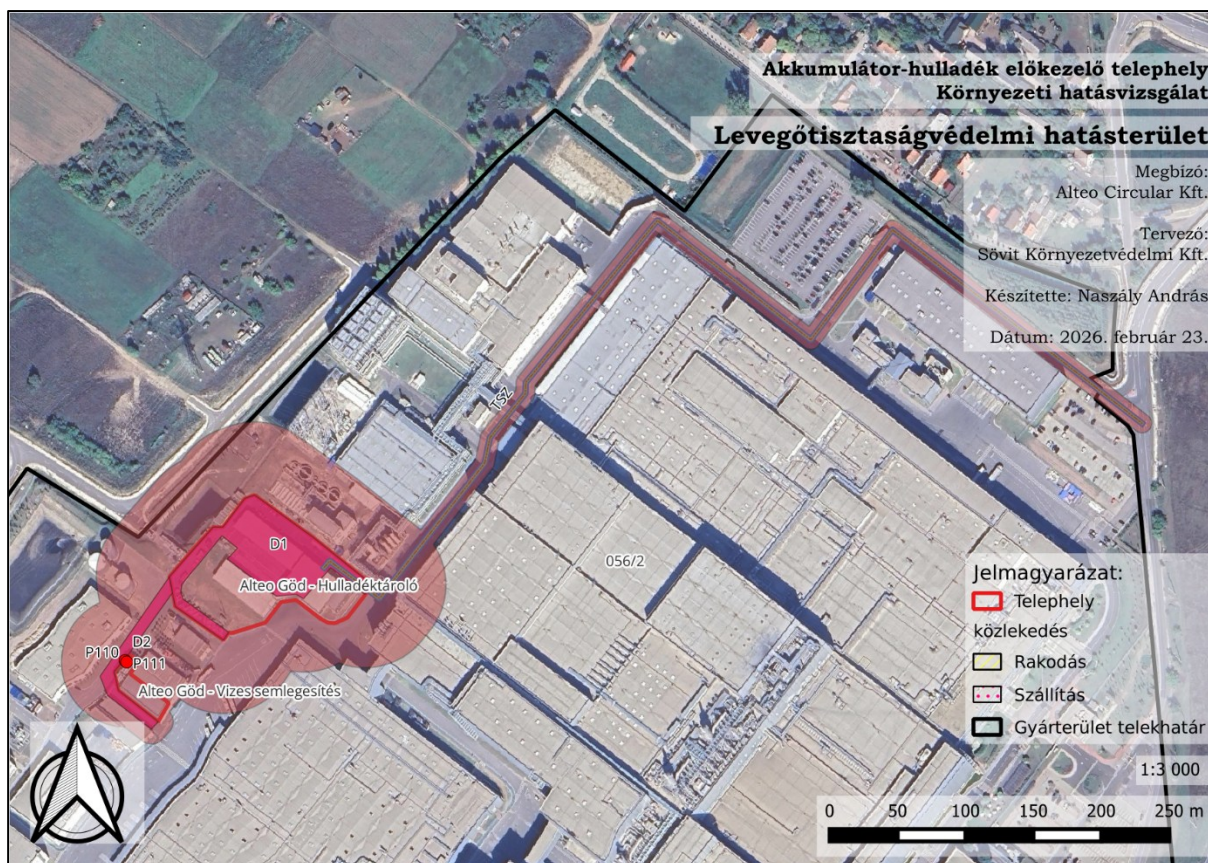 Akkumulátor-hulladék előkezelő telephely
Környezeti hatásvizsgálat
Levegőtisztaságvédelmi hatásterület
Megbízó:
Alteo Circular Kft.
Tervező:
Sövit Környezetvédelmi Kft.
Készítette: Naszály András
Dátum: 2026. február 23.
TSZ
D1
Alteo Göd - Hulladéktároló
056/2
D2
P110
P111
Alteo Göd - Vizes semlegesítés
Jelmagyarázat:
Telephely
közlekedés
Rakodás
Szállítás
Gyárterület telekhatár
1:3 000
0 50 100 150 200 250 m